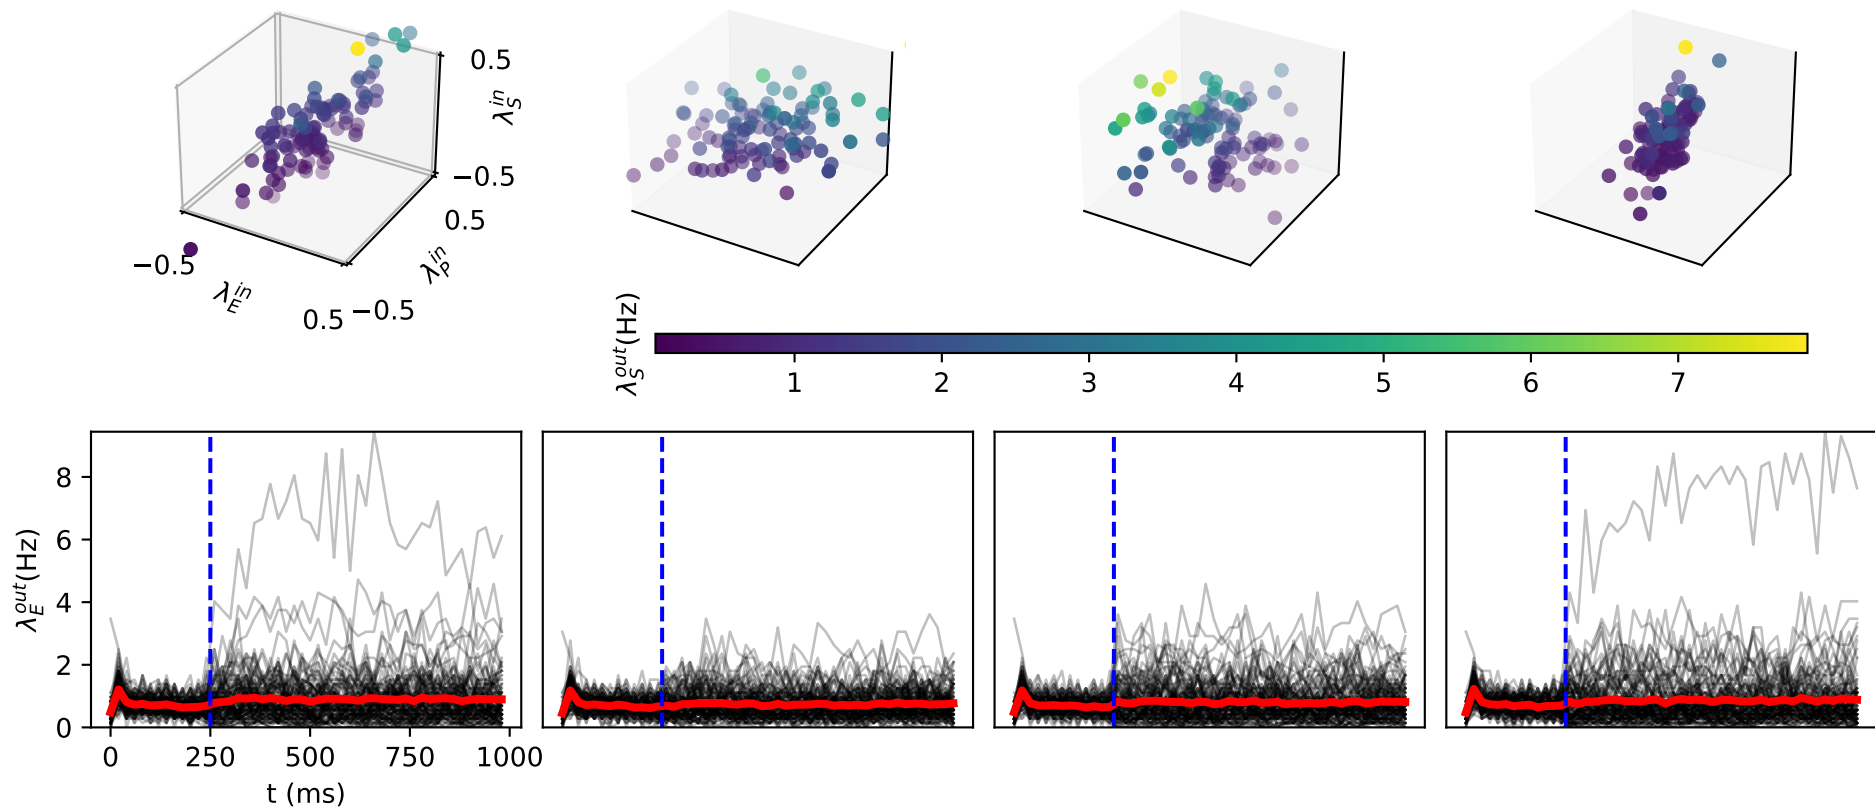 0.5
λ_S^{in}
−0.5
0.5
λ_P^{in}
−0.5
λ_E^{in}
0.5 −0.5
λ_S^{out}(Hz)
1 2 3 4 5 6 7
8
6
4
2
0
λ_E^{out}(Hz)
0 250 500 750 1000
t (ms)